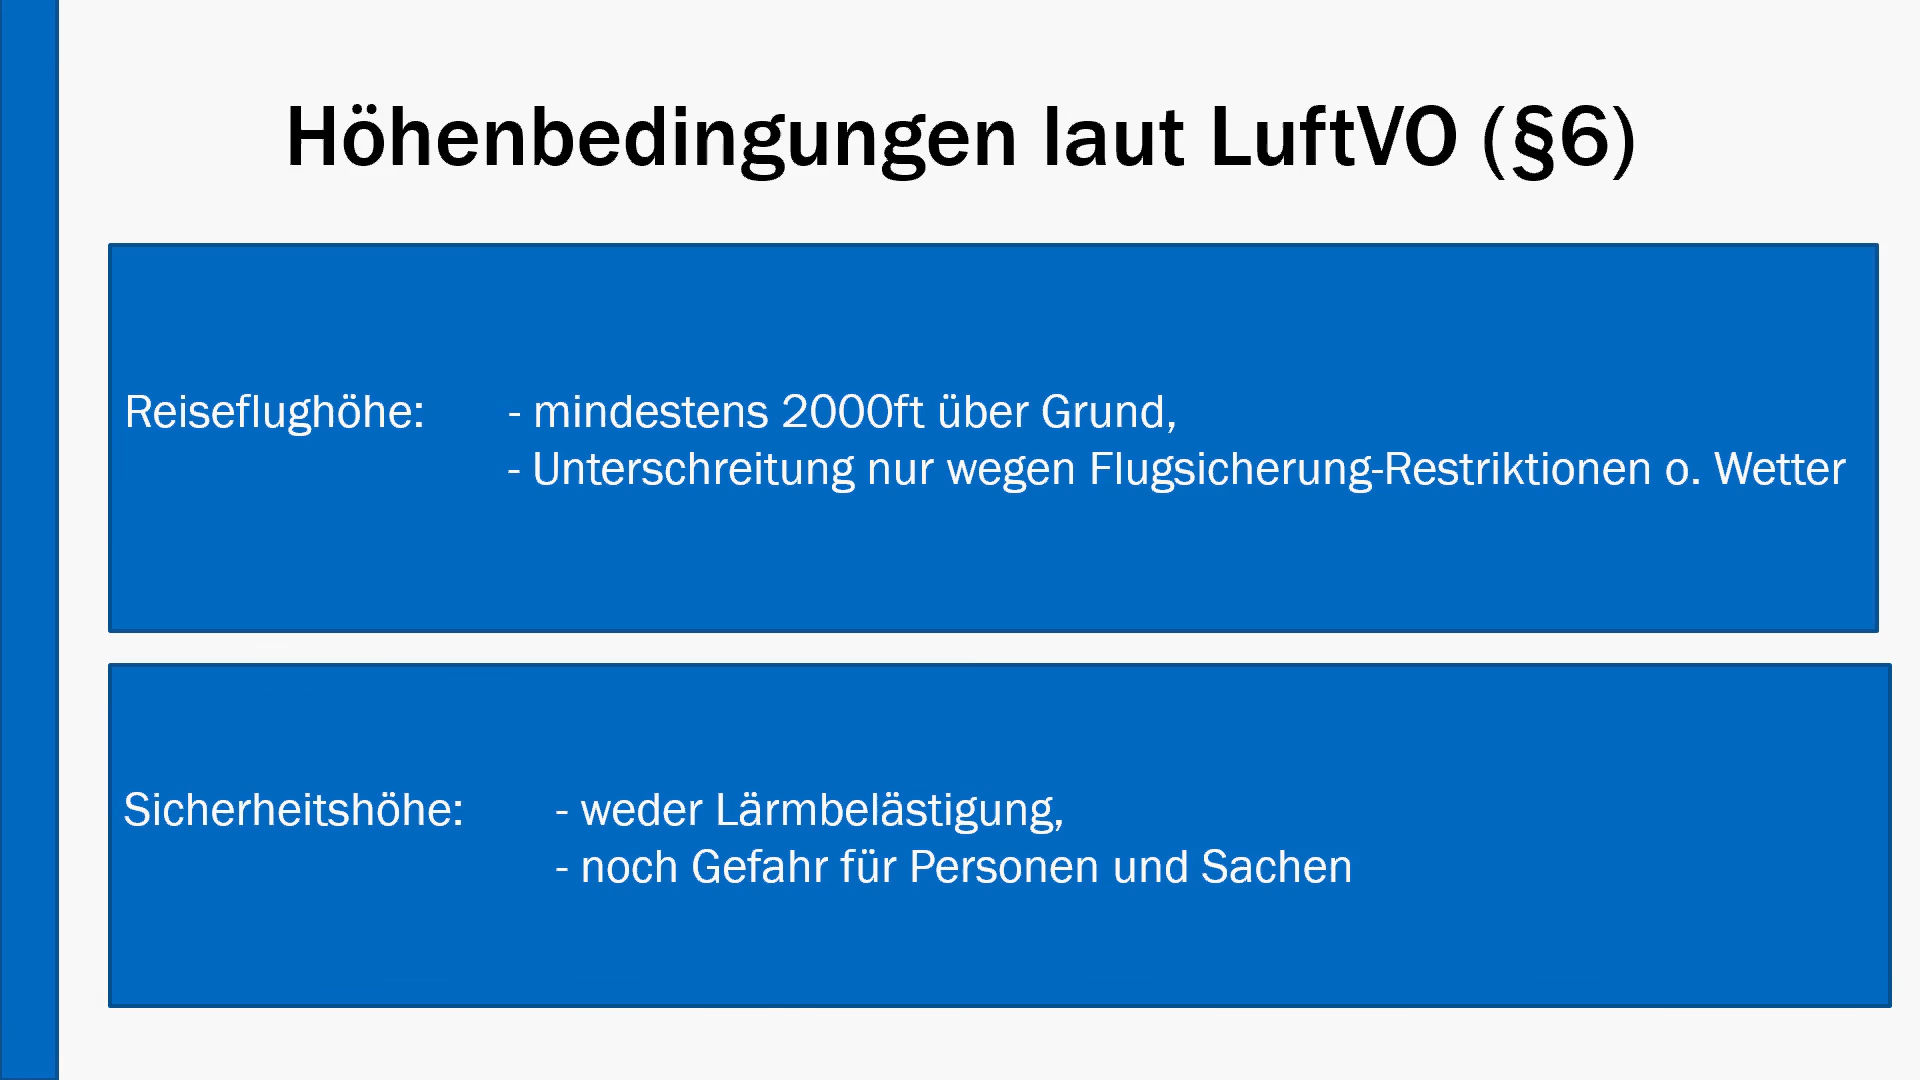 Höhenbedingungen laut LuftVO (§6)
Reiseflughöhe: - mindestens 2000ft über Grund,
- Unterschreitung nur wegen Flugsicherung-Restriktionen o. Wetter
Sicherheitshöhe: - weder Lärmbelästigung,
- noch Gefahr für Personen und Sachen